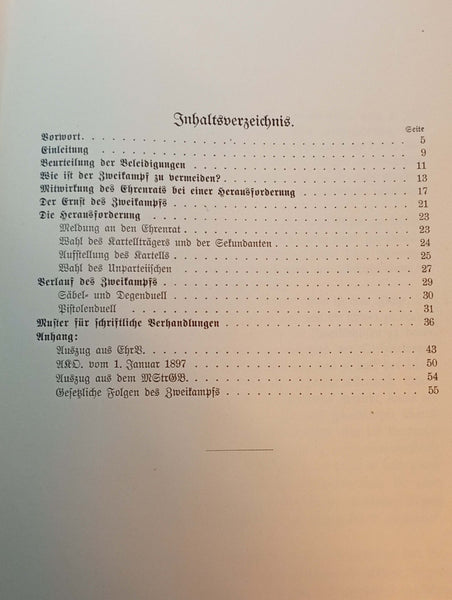 Inhaltsverzeichnis.
Seite
Vorwort. . . . . . . . . . . . . . . . . . . . . . . . . . 5
Einleitung . . . . . . . . . . . . . . . . . . . . . . . . . 9
Beurteilung der Beleidigungen . . . . . . . . . . . . . . . . 11
Wie ist der Zweikampf zu vermeiden? . . . . . . . . . . . . . 13
Mitwirkung des Ehrenrats bei einer Herausforderung . . . . . . 17
Der Ernst des Zweikampfs . . . . . . . . . . . . . . . . . . 21
Die Herausforderung . . . . . . . . . . . . . . . . . . . . 23
Meldung an den Ehrenrat . . . . . . . . . . . . . . . . . . 23
Wahl des Kartellträgers und der Sekundanten . . . . . . . . . 24
Aufstellung des Kartells . . . . . . . . . . . . . . . . . . 25
Wahl des Unparteiischen . . . . . . . . . . . . . . . . . . 27
Verlauf des Zweikampfs . . . . . . . . . . . . . . . . . . . 29
Säbel- und Degenduell . . . . . . . . . . . . . . . . . . . 30
Pistolenduell . . . . . . . . . . . . . . . . . . . . . . . 31
Muster für schriftliche Verhandlungen . . . . . . . . . . . . 36
Anhang:
Auszug aus EhrV. . . . . . . . . . . . . . . . . . . . . . . 43
AKO. vom 1. Januar 1897 . . . . . . . . . . . . . . . . . . 50
Auszug aus dem MStrGB. . . . . . . . . . . . . . . . . . . . 54
Gesetzliche Folgen des Zweikampfs . . . . . . . . . . . . . . 55